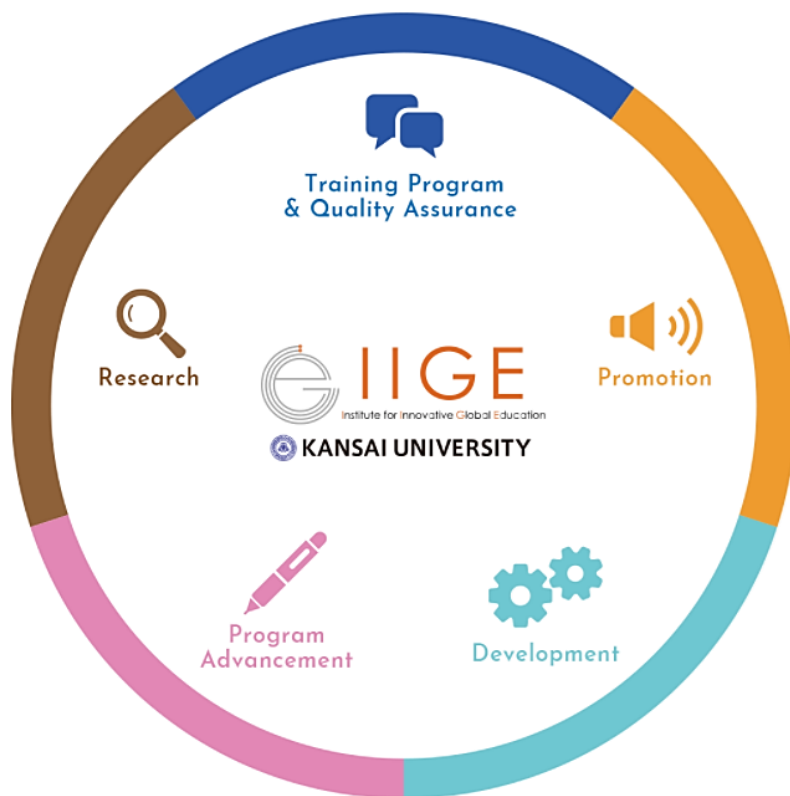 Training Program
& Quality Assurance
Research
IIGE
Institute for Innovative Global Education
KANSAI UNIVERSITY
Promotion
Program
Advancement
Development